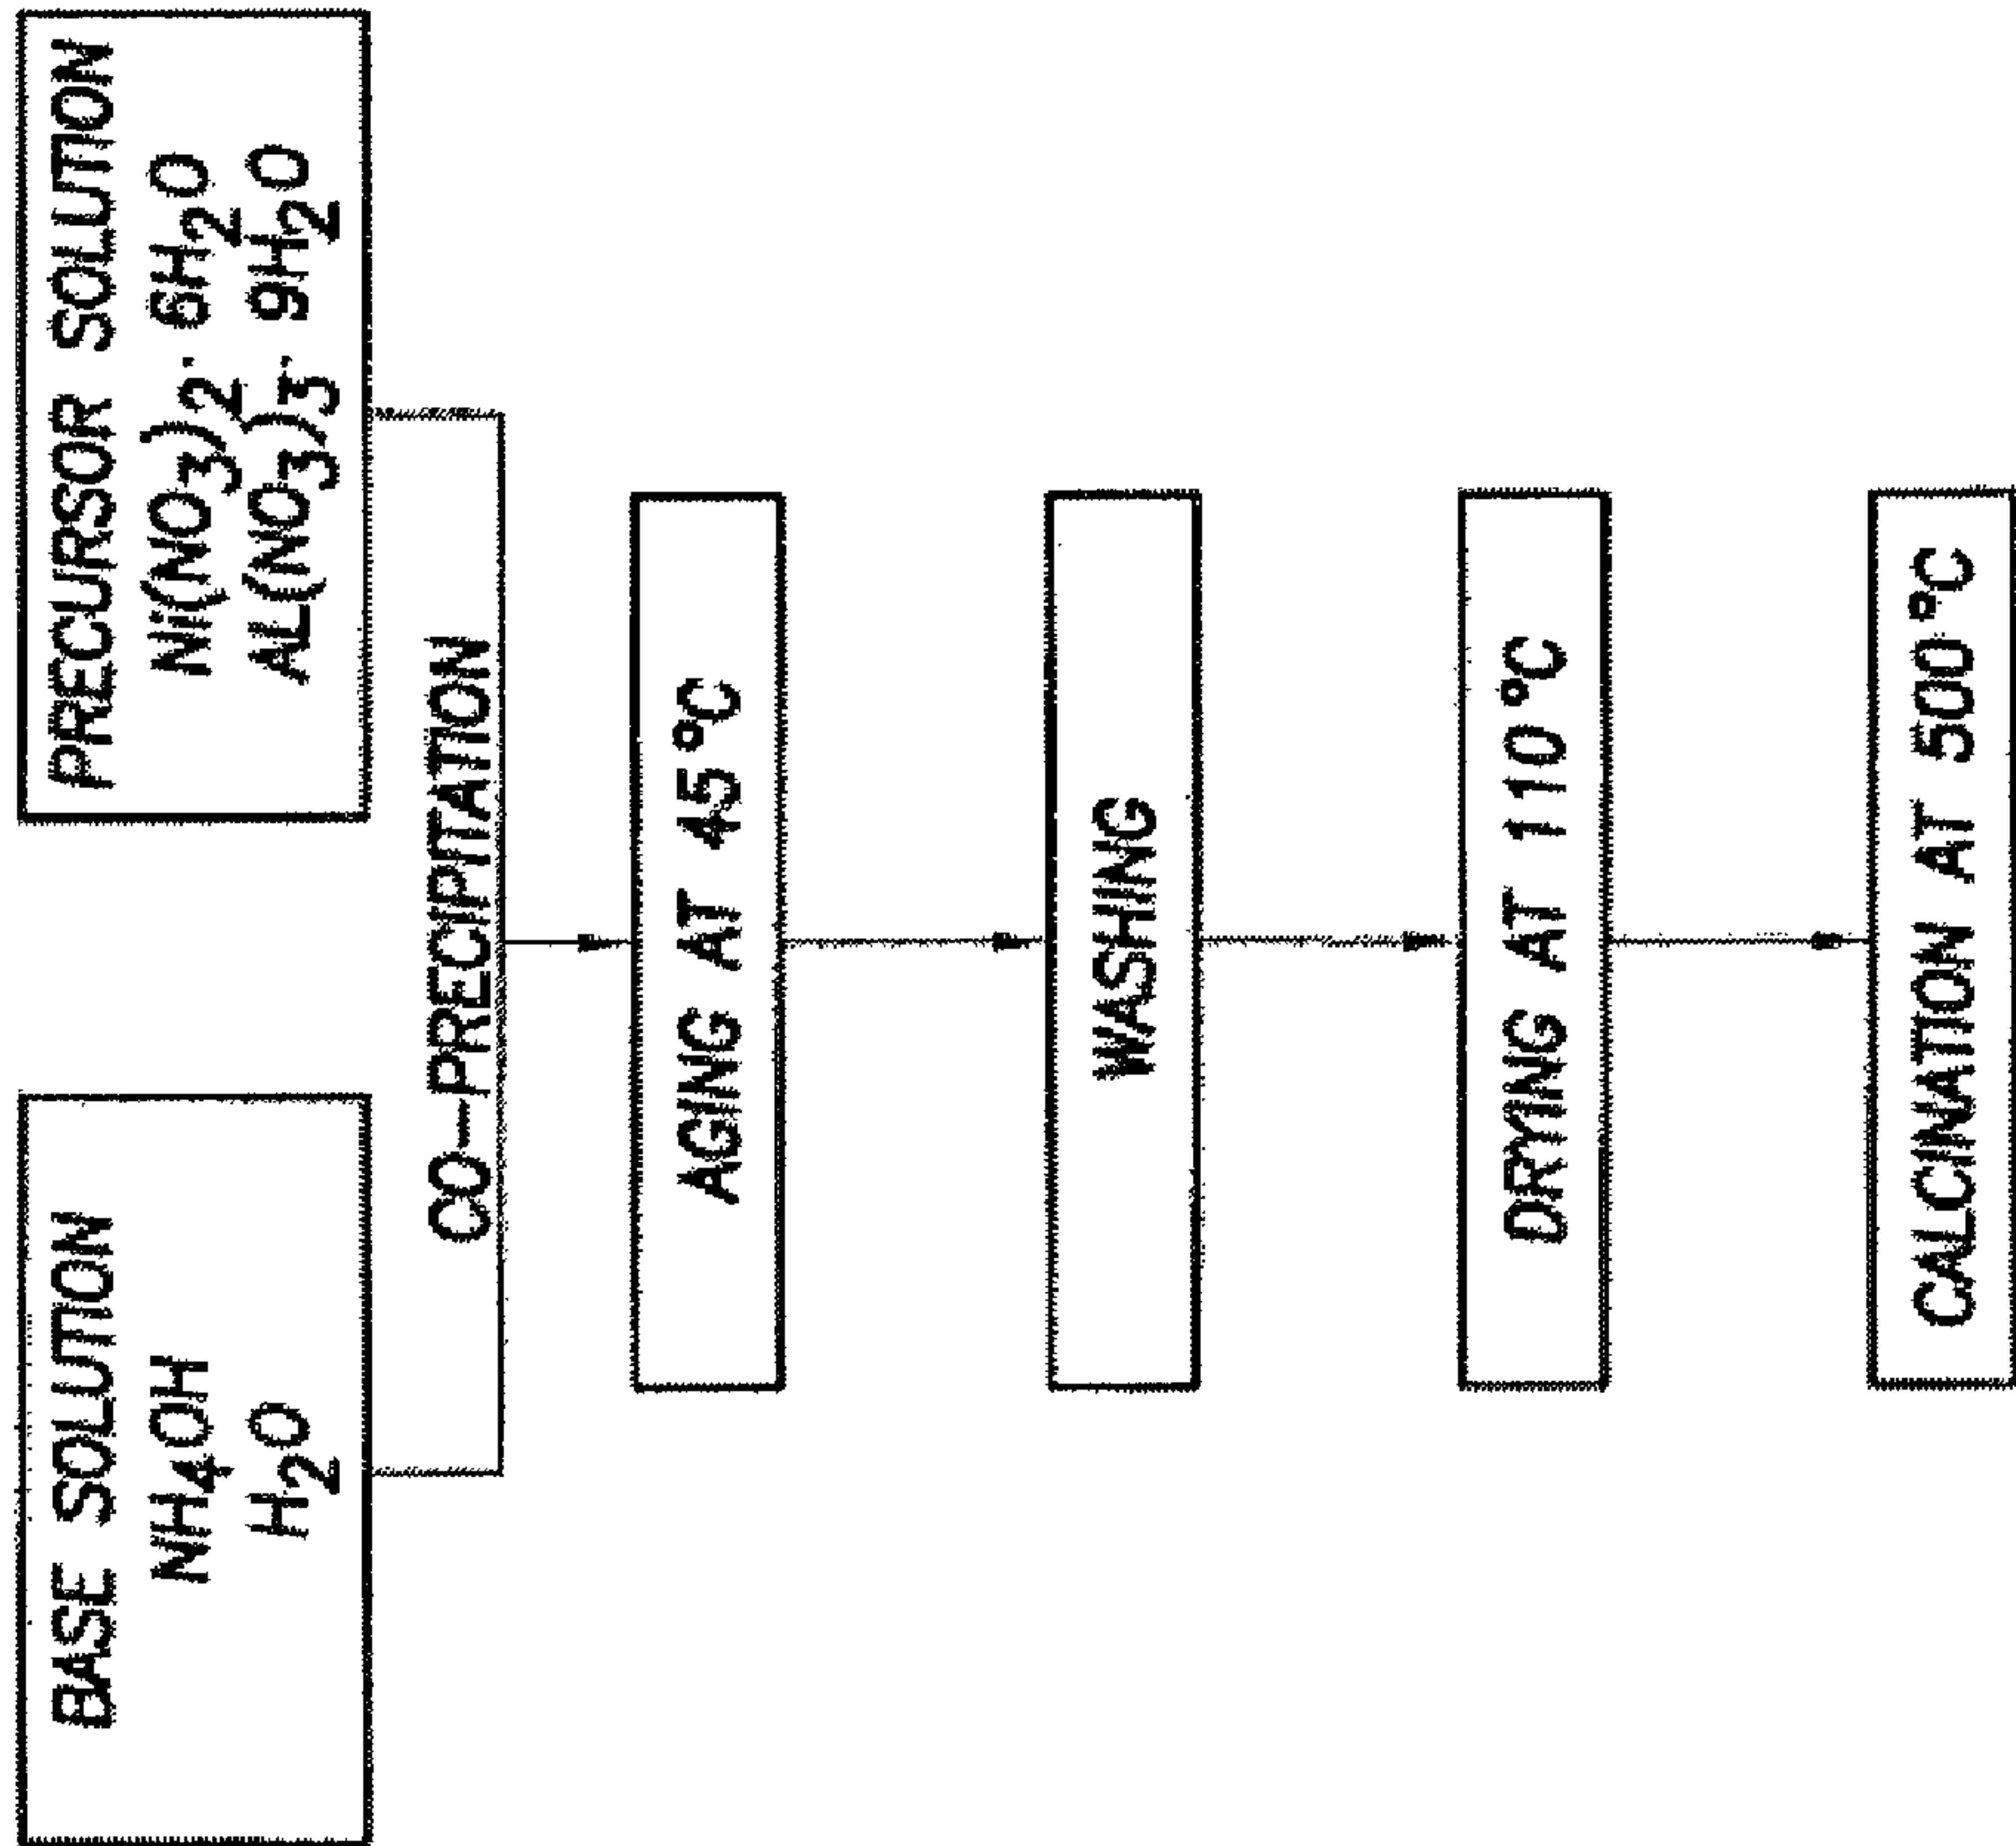 BASE SOLUTION
NH₄OH
H₂O
PRECURSOR SOLUTION
Ni(NO₃)₂· 6H₂O
AL(NO₃)₃· 9H₂O
CO-PRECIPITATION
AGING AT 45°C
WASHING
DRYING AT 110°C
CALCINATION AT 500°C